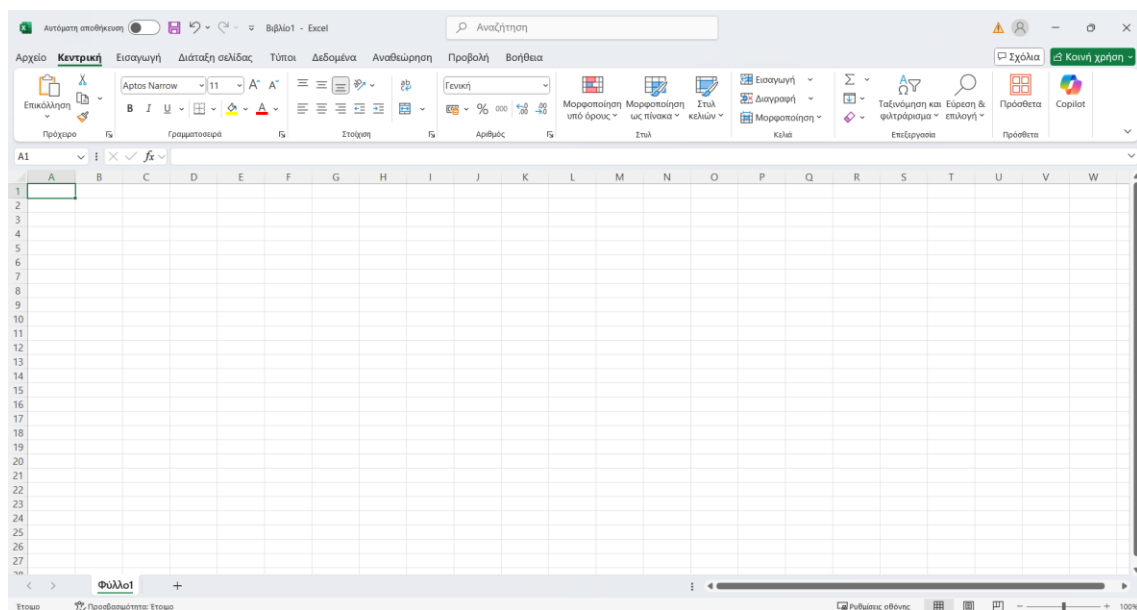 Αυτόματη αποθήκευση Βιβλίο1 - Excel Αναζήτηση
Αρχείο Κεντρική Εισαγωγή Διάταξη σελίδας Τύποι Δεδομένα Αναθεώρηση Προβολή Βοήθεια Σχόλια Κοινή χρήση
Επικόλληση
Aptos Narrow 11
B I U A
ab
Γενική
% 000
Μορφοποίηση υπό όρους
Μορφοποίηση ως πίνακα
Στυλ κελιών
Εισαγωγή
Διαγραφή
Μορφοποίηση
Σ
Ταξινόμηση και φιλτράρισμα
Εύρεση & επιλογή
Πρόσθετα
Copilot
Πρόχειρο Γραμματοσειρά Στοίχιση Αριθμός Στυλ Κελιά Επεξεργασία Πρόσθετα
A1 fx
A B C D E F G H I J K L M N O P Q R S T U V W
1
2
3
4
5
6
7
8
9
10
11
12
13
14
15
16
17
18
19
20
21
22
23
24
25
26
27
Φύλλο1 +
Έτοιμο Προσβασιμότητα: Έτοιμο Ρυθμίσεις οθόνης - + 100%